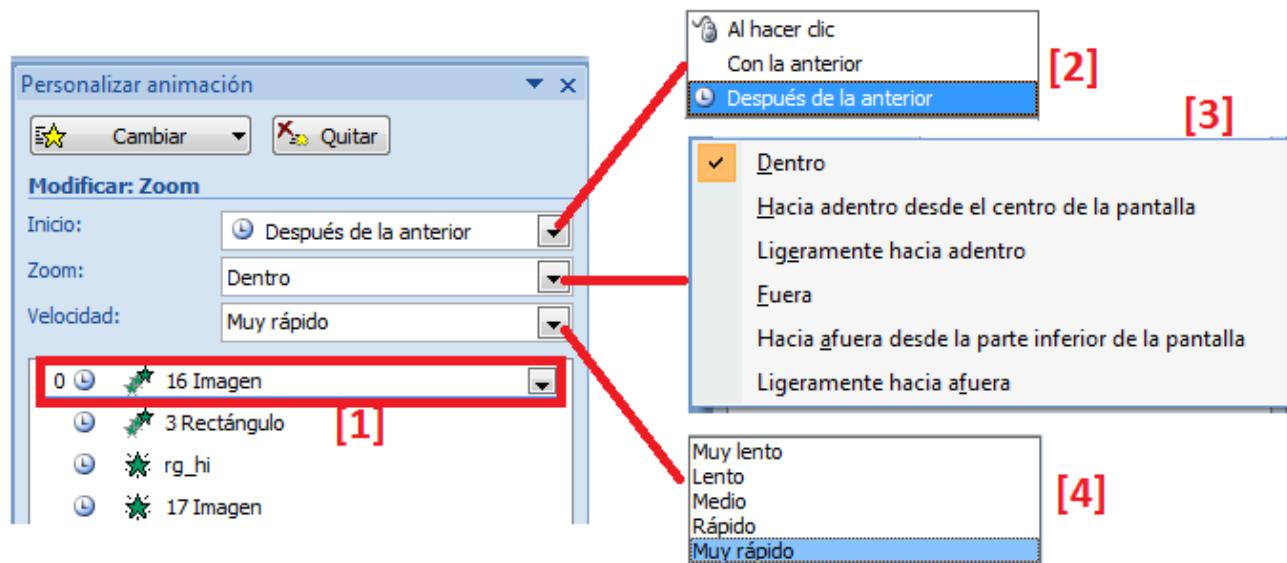 Personalizar animación
Cambiar
Quitar
Modificar: Zoom
Inicio:
Después de la anterior
Zoom:
Dentro
Velocidad:
Muy rápido
0 16 Imagen
[1]
3 Rectángulo
rg_hi
17 Imagen
Al hacer clic
Con la anterior
Después de la anterior
[2]
[3]
Dentro
Hacia adentro desde el centro de la pantalla
Ligeramente hacia adentro
Fuera
Hacia afuera desde la parte inferior de la pantalla
Ligeramente hacia afuera
Muy lento
Lento
Medio
Rápido
Muy rápido
[4]